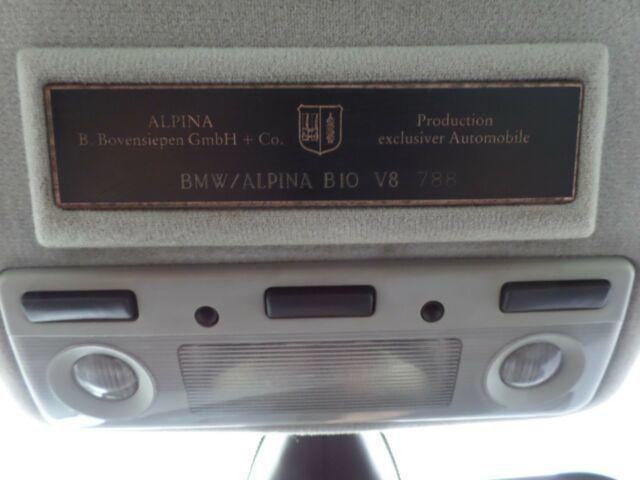 ALPINA
B. Bovensiepen GmbH + Co.
Production
exclusiver Automobile
BMW/ALPINA B10 V8 788